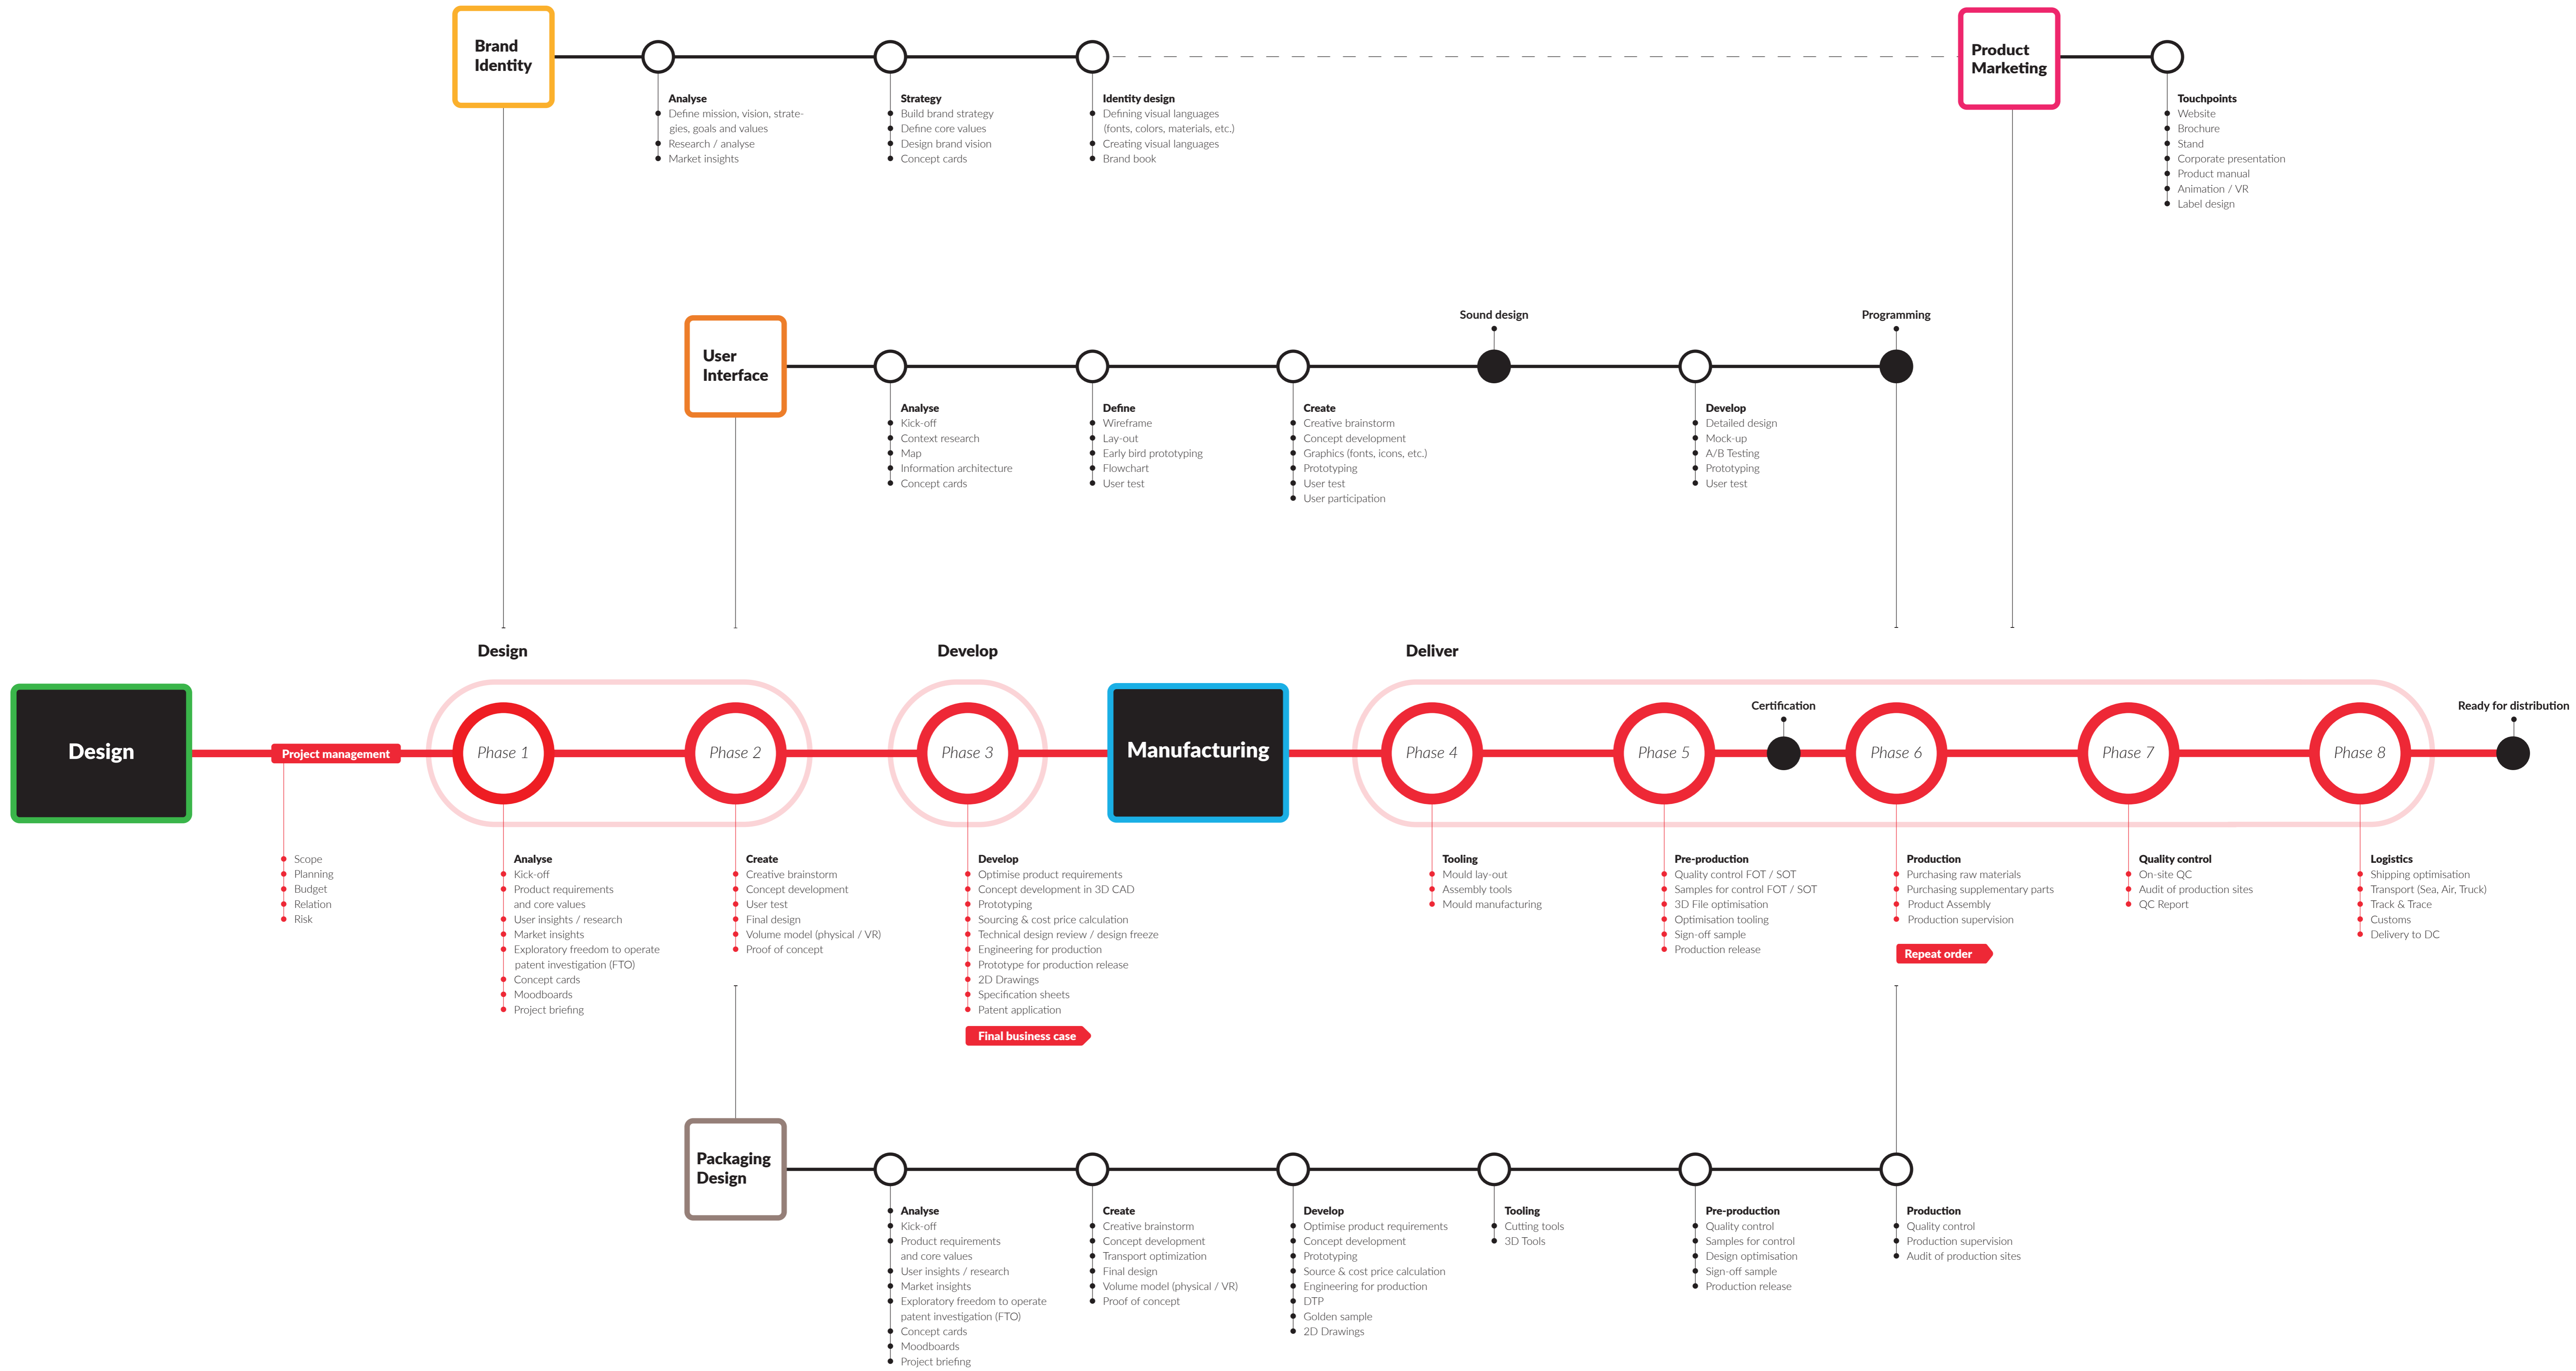 Brand
Identity
Analyse
Define mission, vision, strate-
gies, goals and values
Research / analyse
Market insights
Strategy
Build brand strategy
Define core values
Design brand vision
Concept cards
Identity design
Defining visual languages
(fonts, colors, materials, etc.)
Creating visual languages
Brand book
Product
Marketing
Touchpoints
Website
Brochure
Stand
Corporate presentation
Product manual
Animation / VR
Label design
User
Interface
Analyse
Kick-off
Context research
Map
Information architecture
Concept cards
Define
Wireframe
Lay-out
Early bird prototyping
Flowchart
User test
Create
Creative brainstorm
Concept development
Graphics (fonts, icons, etc.)
Prototyping
User test
User participation
Sound design
Develop
Detailed design
Mock-up
A/B Testing
Prototyping
User test
Programming
Design
Develop
Deliver
Design
Project management
Scope
Planning
Budget
Relation
Risk
Phase 1
Analyse
Kick-off
Product requirements
and core values
User insights / research
Market insights
Exploratory freedom to operate
patent investigation (FTO)
Concept cards
Moodboards
Project briefing
Phase 2
Create
Creative brainstorm
Concept development
User test
Final design
Volume model (physical / VR)
Proof of concept
Phase 3
Develop
Optimise product requirements
Concept development in 3D CAD
Prototyping
Sourcing & cost price calculation
Technical design review / design freeze
Engineering for production
Prototype for production release
2D Drawings
Specification sheets
Patent application
Final business case
Manufacturing
Phase 4
Tooling
Mould lay-out
Assembly tools
Mould manufacturing
Phase 5
Pre-production
Quality control FOT / SOT
Samples for control FOT / SOT
3D File optimisation
Optimisation tooling
Sign-off sample
Production release
Certification
Phase 6
Production
Purchasing raw materials
Purchasing supplementary parts
Product Assembly
Production supervision
Repeat order
Phase 7
Quality control
On-site QC
Audit of production sites
QC Report
Phase 8
Logistics
Shipping optimisation
Transport (Sea, Air, Truck)
Track & Trace
Customs
Delivery to DC
Ready for distribution
Packaging
Design
Analyse
Kick-off
Product requirements
and core values
User insights / research
Market insights
Exploratory freedom to operate
patent investigation (FTO)
Concept cards
Moodboards
Project briefing
Create
Creative brainstorm
Concept development
Transport optimization
Final design
Volume model (physical / VR)
Proof of concept
Develop
Optimise product requirements
Concept development
Prototyping
Source & cost price calculation
Engineering for production
DTP
Golden sample
2D Drawings
Tooling
Cutting tools
3D Tools
Pre-production
Quality control
Samples for control
Design optimisation
Sign-off sample
Production release
Production
Quality control
Production supervision
Audit of production sites